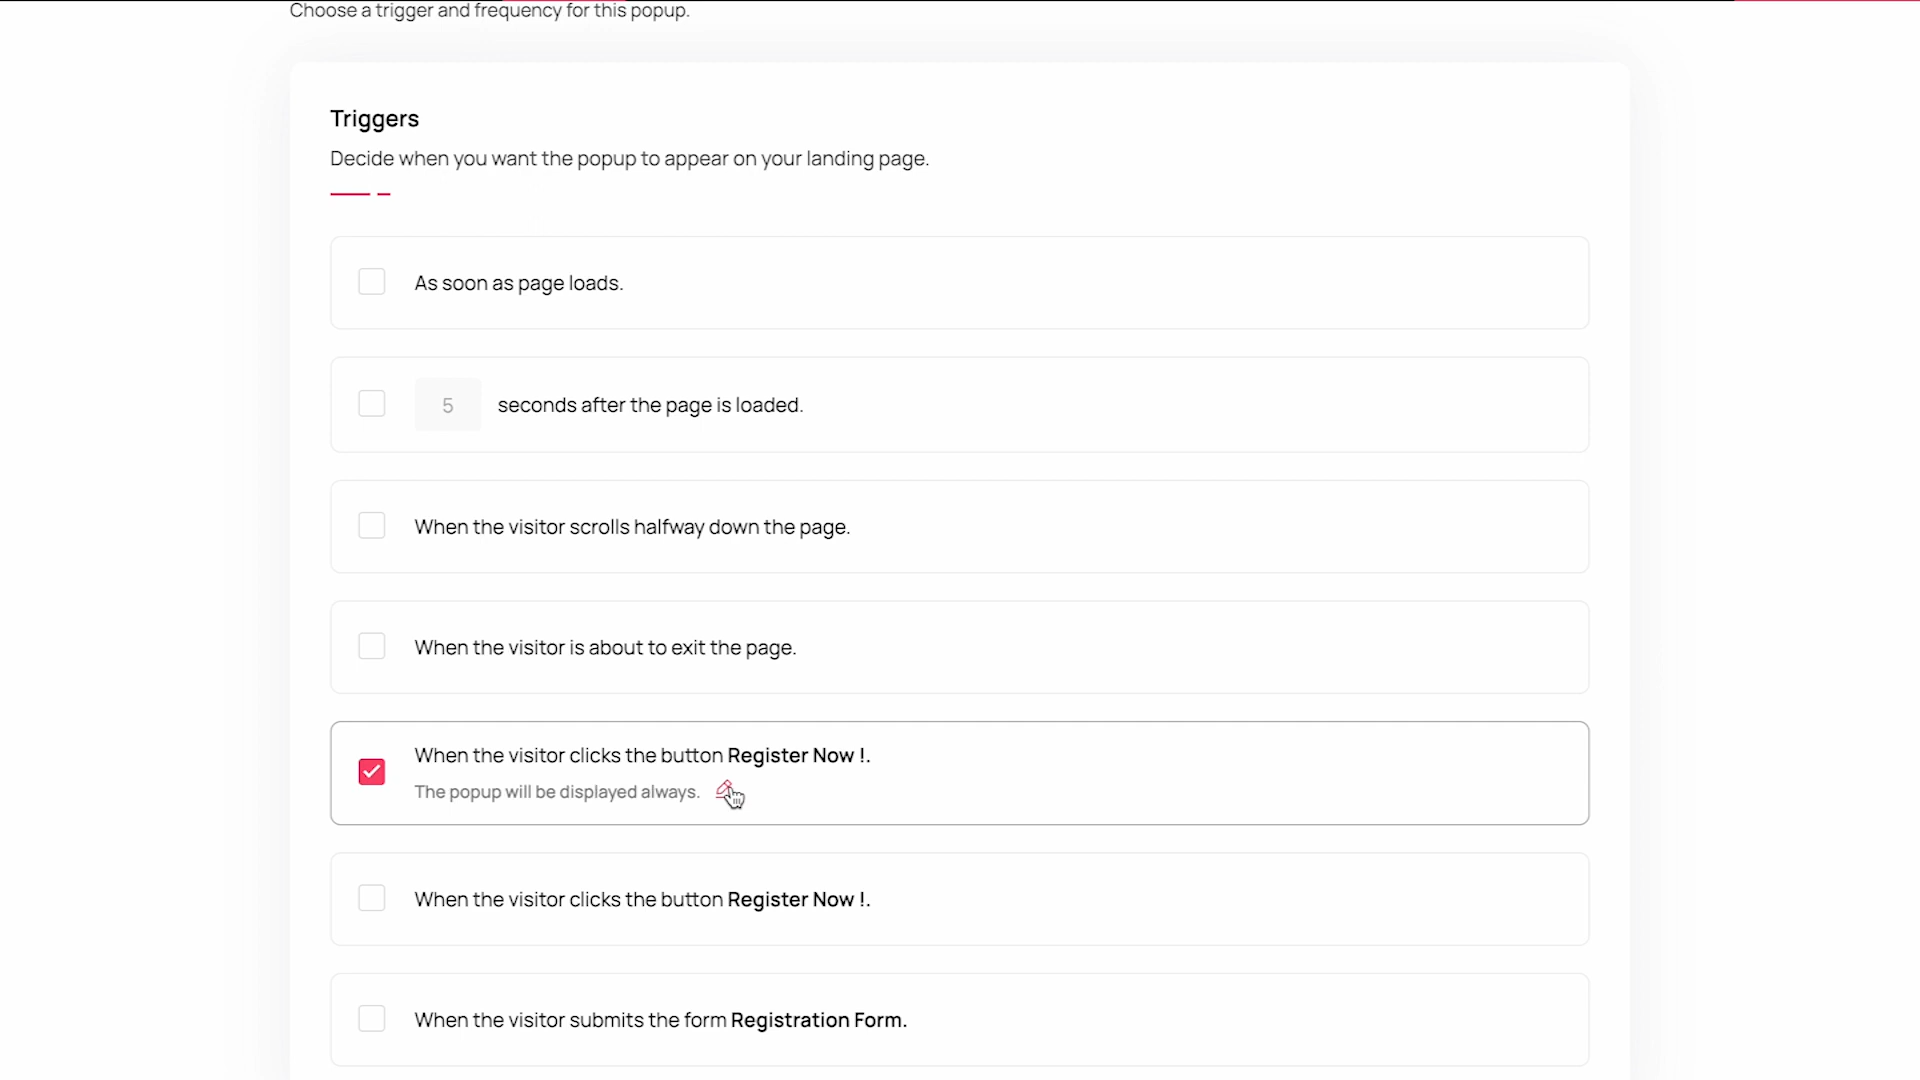 Choose a trigger and frequency for this popup.
Triggers
Decide when you want the popup to appear on your landing page.
As soon as page loads.
5 seconds after the page is loaded.
When the visitor scrolls halfway down the page.
When the visitor is about to exit the page.
When the visitor clicks the button Register Now !.
The popup will be displayed always.
When the visitor clicks the button Register Now !.
When the visitor submits the form Registration Form.